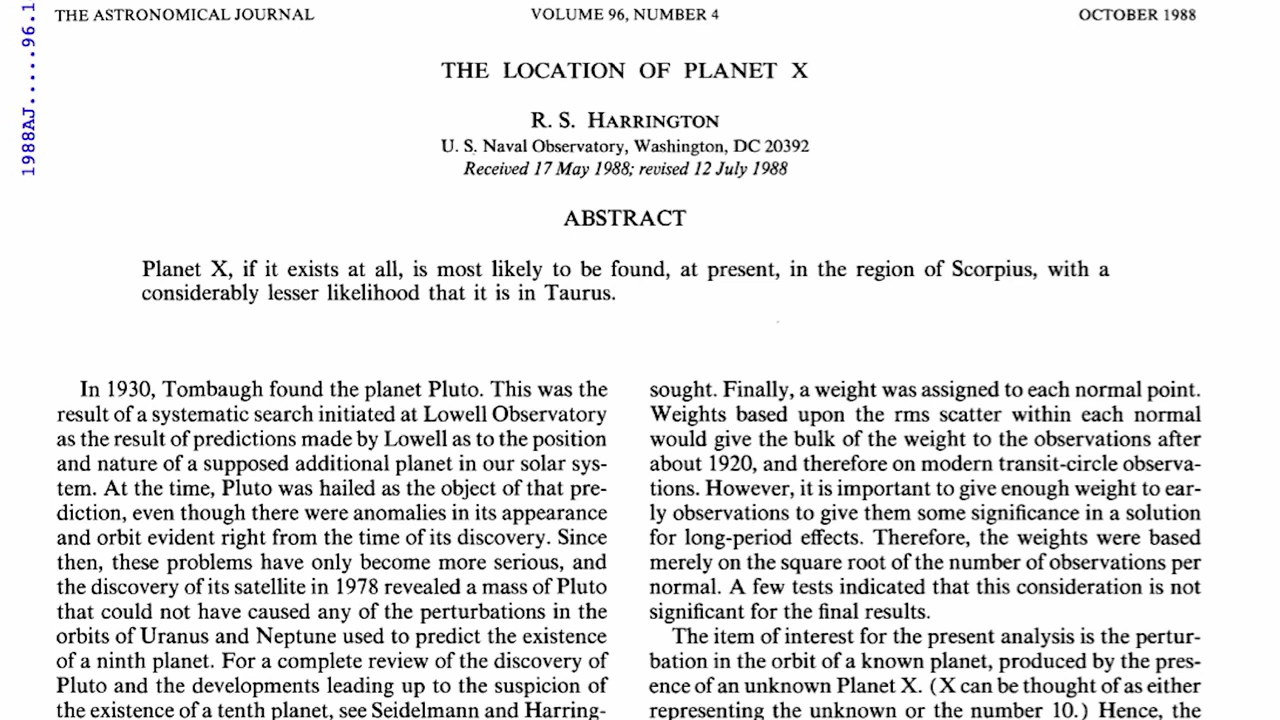 1988AJ.....96.1
THE ASTRONOMICAL JOURNAL VOLUME 96, NUMBER 4 OCTOBER 1988
THE LOCATION OF PLANET X
R. S. HARRINGTON
U. S. Naval Observatory, Washington, DC 20392
Received 17 May 1988; revised 12 July 1988
ABSTRACT
Planet X, if it exists at all, is most likely to be found, at present, in the region of Scorpius, with a
considerably lesser likelihood that it is in Taurus.
In 1930, Tombaugh found the planet Pluto. This was the
result of a systematic search initiated at Lowell Observatory
as the result of predictions made by Lowell as to the position
and nature of a supposed additional planet in our solar sys-
tem. At the time, Pluto was hailed as the object of that pre-
diction, even though there were anomalies in its appearance
and orbit evident right from the time of its discovery. Since
then, these problems have only become more serious, and
the discovery of its satellite in 1978 revealed a mass of Pluto
that could not have caused any of the perturbations in the
orbits of Uranus and Neptune used to predict the existence
of a ninth planet. For a complete review of the discovery of
Pluto and the developments leading up to the suspicion of
the existence of a tenth planet, see Seidelmann and Harring-
sought. Finally, a weight was assigned to each normal point.
Weights based upon the rms scatter within each normal
would give the bulk of the weight to the observations after
about 1920, and therefore on modern transit-circle observa-
tions. However, it is important to give enough weight to ear-
ly observations to give them some significance in a solution
for long-period effects. Therefore, the weights were based
merely on the square root of the number of observations per
normal. A few tests indicated that this consideration is not
significant for the final results.
The item of interest for the present analysis is the pertur-
bation in the orbit of a known planet, produced by the pres-
ence of an unknown Planet X. (X can be thought of as either
representing the unknown or the number 10.) Hence, the